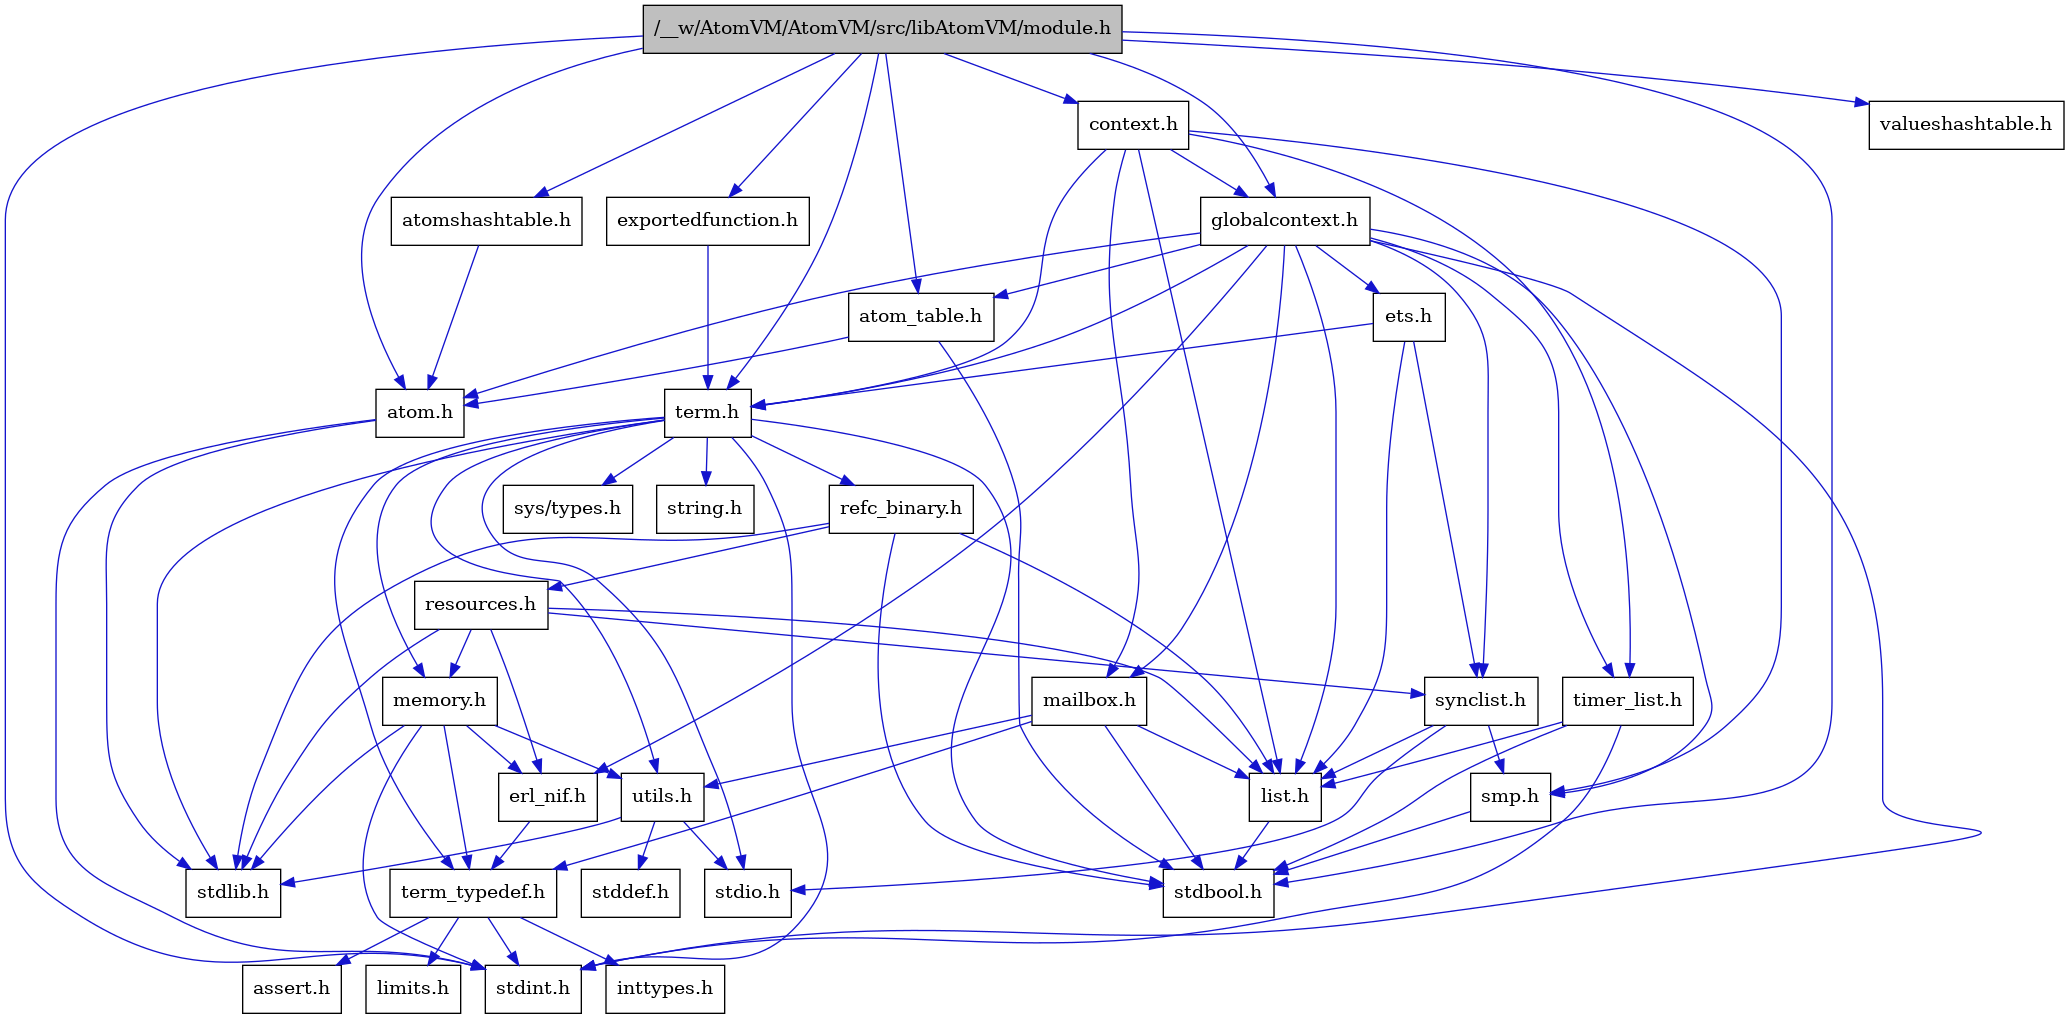 /__w/AtomVM/AtomVM/src/libAtomVM/module.h
context.h
valueshashtable.h
atomshashtable.h
exportedfunction.h
globalcontext.h
atom_table.h
ets.h
atom.h
term.h
sys/types.h
string.h
refc_binary.h
resources.h
memory.h
mailbox.h
synclist.h
timer_list.h
erl_nif.h
utils.h
list.h
smp.h
stdlib.h
term_typedef.h
stddef.h
stdio.h
stdbool.h
assert.h
limits.h
stdint.h
inttypes.h